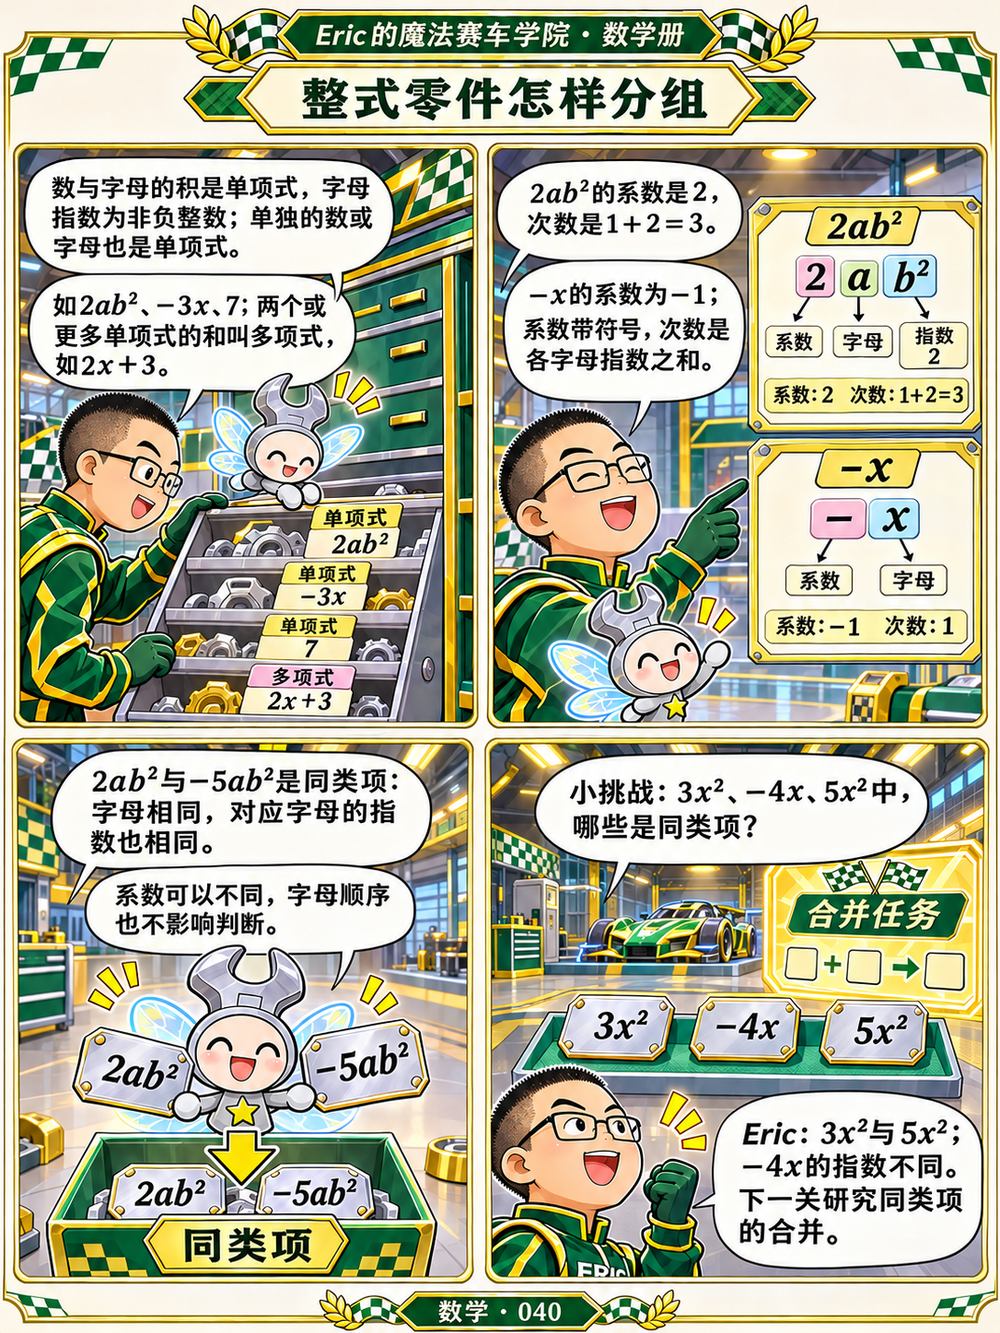 Eric的魔法赛车学院·数学册
整式零件怎样分组
数与字母的积是单项式，字母
指数为非负整数；单独的数或
字母也是单项式。
如2ab²、−3x、7；两个或
更多单项式的和叫多项式，
如2x＋3。
单项式
2ab²
单项式
−3x
单项式
7
多项式
2x+3
2ab²的系数是2，
次数是1＋2＝3。
−x的系数为−1；
系数带符号，次数是
各字母指数之和。
2ab²
2 a b²
系数 字母 指数
2
系数：2 次数：1+2=3
−x
− x
系数 字母
系数：−1 次数：1
2ab²与−5ab²是同类项：
字母相同，对应字母的指
数也相同。
系数可以不同，字母顺序
也不影响判断。
2ab² −5ab²
2ab² −5ab²
同类项
小挑战：3x²、−4x、5x²中，
哪些是同类项？
合并任务
+ →
3x² −4x 5x²
Eric：3x²与5x²；
−4x的指数不同。
下一关研究同类项
的合并。
ERIC
数学·040